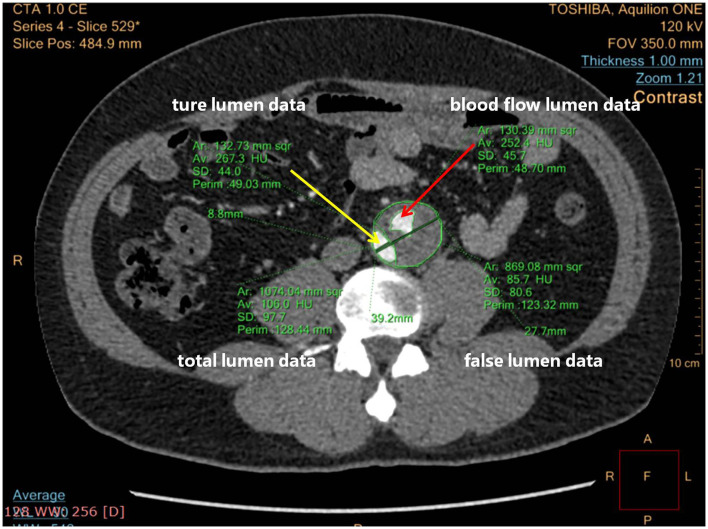 CTA 1.0 CE
Series 4 - Slice 529*
Slice Pos: 484.9 mm
TOSHIBA, Aquilion ONE
120 kV
FOV 350.0 mm
Thickness 1.00 mm
Zoom 1.21
Contrast
ture lumen data
blood flow lumen data
Ar: 132.73 mm sqr
Av: 267.3 HU
SD: 44.0
Perim :49.03 mm
Ar: 130.39 mm sqr
Av: 252.4 HU
SD: 45.7
Perim :48.70 mm
8.8mm
R
L
Ar: 1074.04 mm sqr
Av: 106.0 HU
SD: 97.7
Perim :128.44 mm
Ar: 869.08 mm sqr
Av: 85.7 HU
SD: 80.6
Perim :123.32 mm
39.2mm
27.7mm
total lumen data
false lumen data
10 cm
A
R F L
P
Average
128 WW: 256 [D]